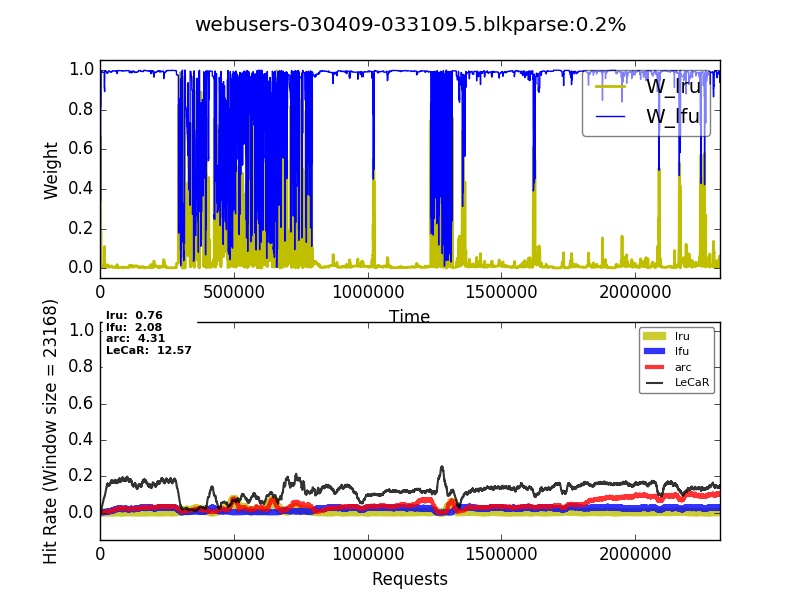 webusers-030409-033109.5.blkparse:0.2%
1.0
0.8
0.6
0.4
0.2
0.0
Weight
W_lru
W_lfu
0
500000
1000000
1500000
2000000
Time
lru: 0.76
lfu: 2.08
arc: 4.31
LeCaR: 12.57
1.0
0.8
0.6
0.4
0.2
0.0
Hit Rate (Window size = 23168)
lru
lfu
arc
LeCaR
0
500000
1000000
1500000
2000000
Requests